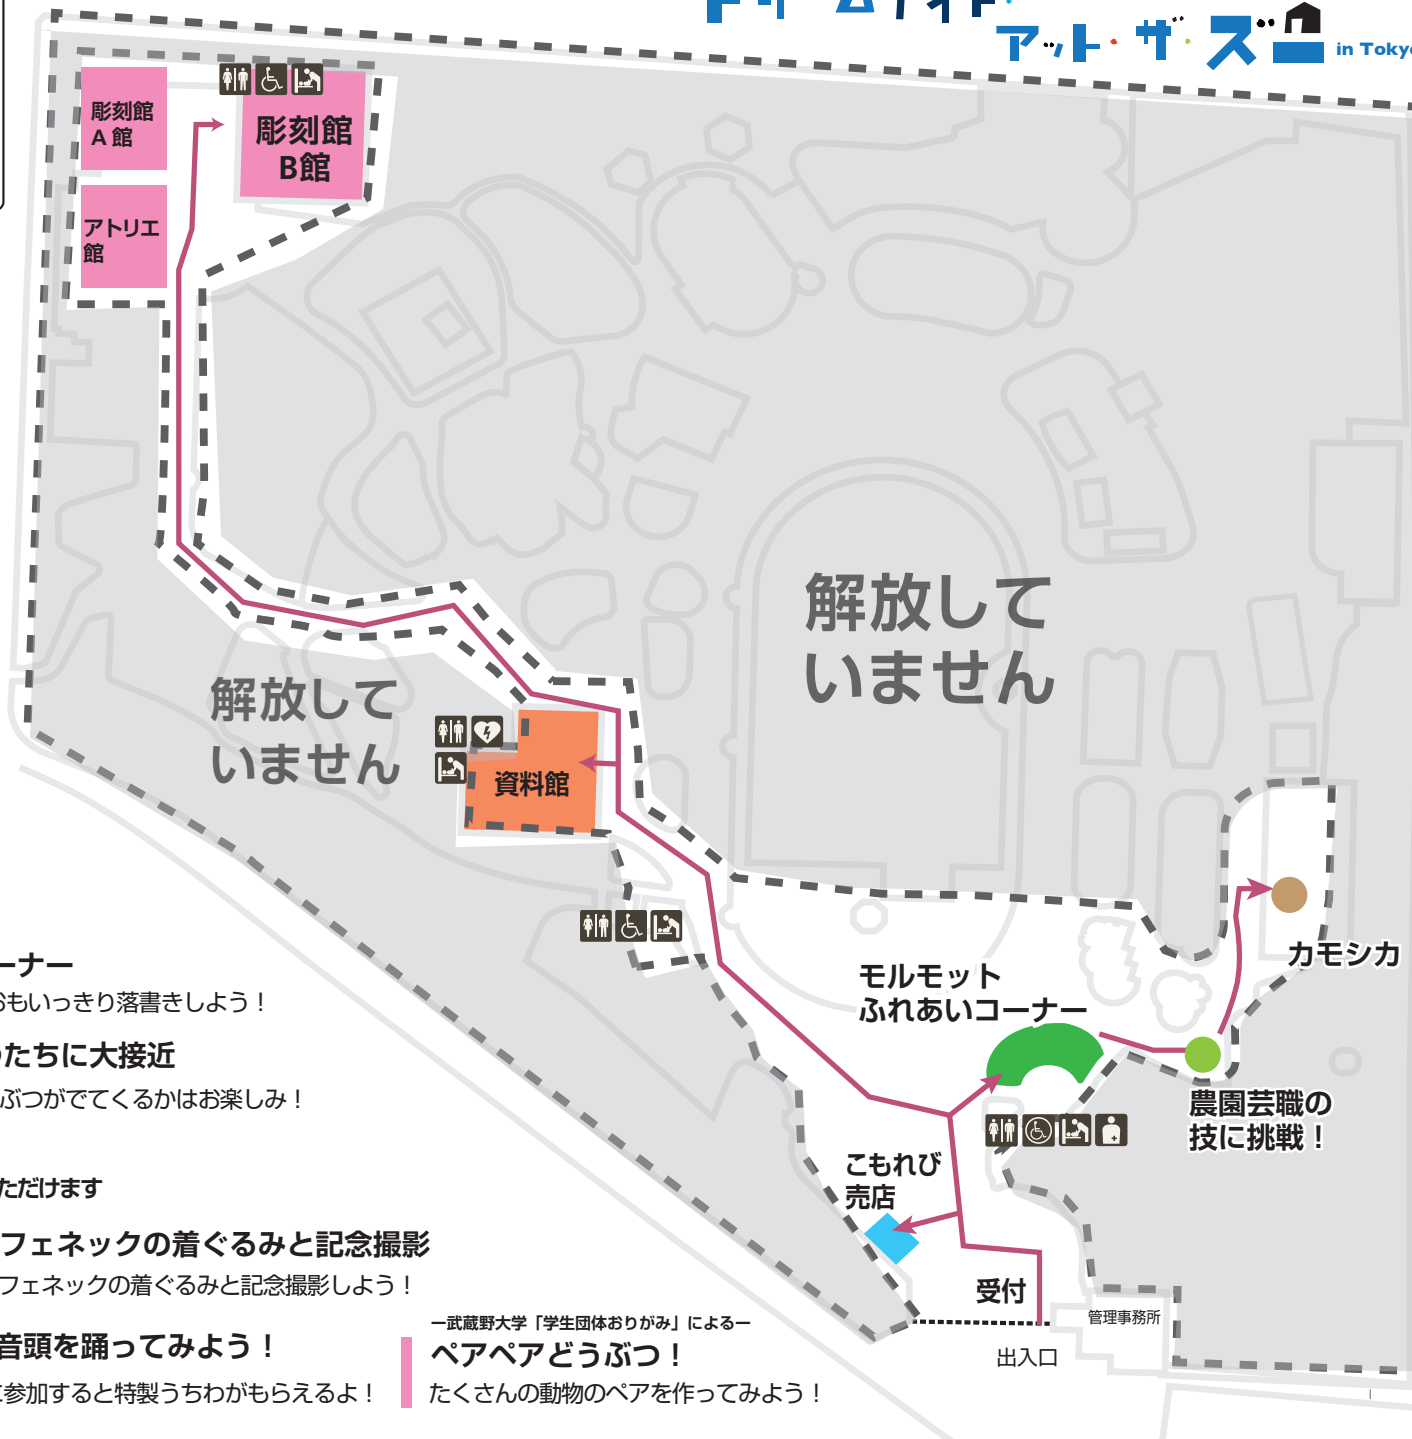 アット・ザ・ズー
in Tokyo
彫刻館
A 館
彫刻館
B館
アトリエ
館
解放して
いません
解放して
いません
資料館
カモシカ
モルモット
ふれあいコーナー
農園芸職の
技に挑戦！
こもれび
売店
受付
管理事務所
出入口
ーナー
おもいっきり落書きしよう！
たちに大接近
ぶつがでてくるかはお楽しみ！
ただけます
フェネックの着ぐるみと記念撮影
フェネックの着ぐるみと記念撮影しよう！
音頭を踊ってみよう！
参加すると特製うちわがもらえるよ！
ー武蔵野大学「学生団体おりがみ」によるー
ペアペアどうぶつ！
たくさんの動物のペアを作ってみよう！